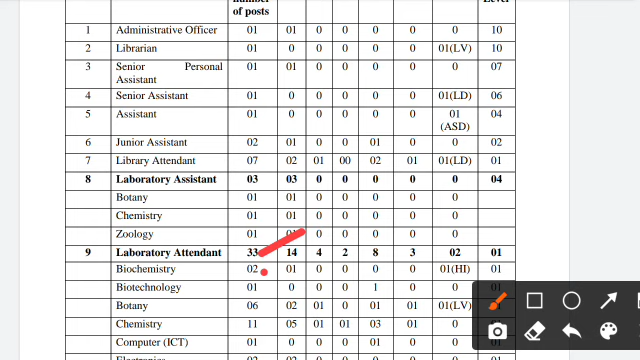 of posts
1 Administrative Officer 01 01 0 0 0 0 0 10
2 Librarian 01 0 0 0 0 0 01(LV) 10
3 Senior Personal 01 01 0 0 0 0 0 07
Assistant
4 Senior Assistant 01 0 0 0 0 0 01(LD) 06
5 Assistant 01 0 0 0 0 0 01 04
(ASD)
6 Junior Assistant 02 01 0 0 01 0 0 02
7 Library Attendant 07 02 01 00 02 01 01(LD) 01
8 Laboratory Assistant 03 03 0 0 0 0 0 04
Botany 01 01 0 0 0 0 0
Chemistry 01 01 0 0 0 0 0
Zoology 01 0 0 0 0 0
9 Laboratory Attendant 33 14 4 2 8 3 02 01
Biochemistry 02 01 0 0 0 0 01(HI) 01
Biotechnology 01 0 0 0 1 0 0
Botany 06 02 01 0 01 01 01(LV)
Chemistry 11 05 01 01 03 01 0
Computer (ICT) 01 0 0 0 01 0 0